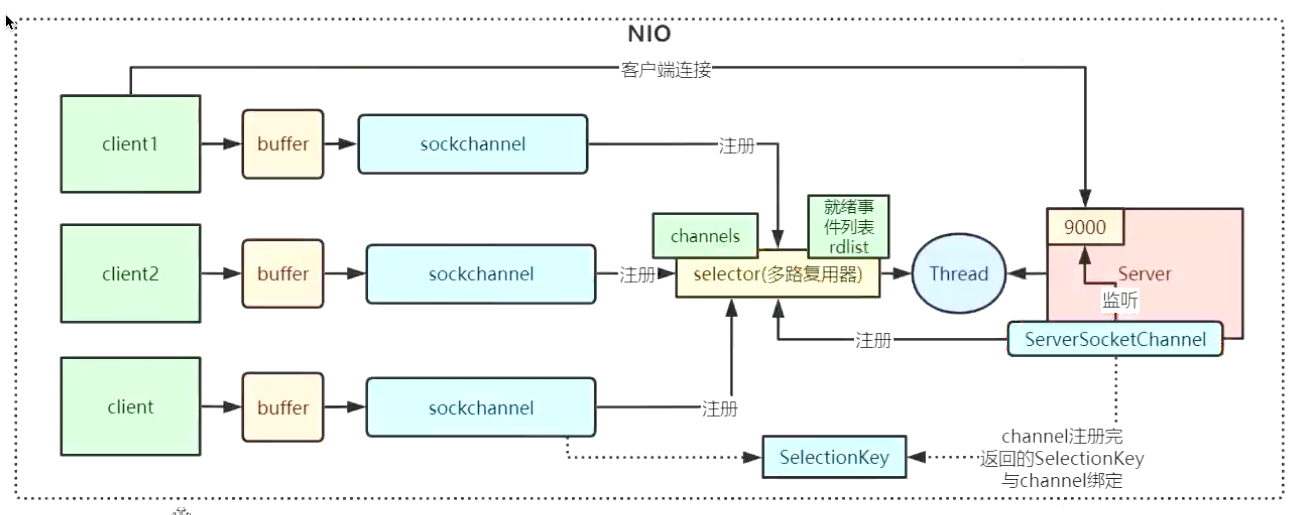 NIO
客户端连接
client1
buffer
sockchannel
注册
就绪事
件列表
rdlist
channels
9000
client2
buffer
sockchannel
注册
selector(多路复用器)
Thread
Server
监听
注册
ServerSocketChannel
client
buffer
sockchannel
注册
channel注册完
返回的SelectionKey
与channel绑定
SelectionKey